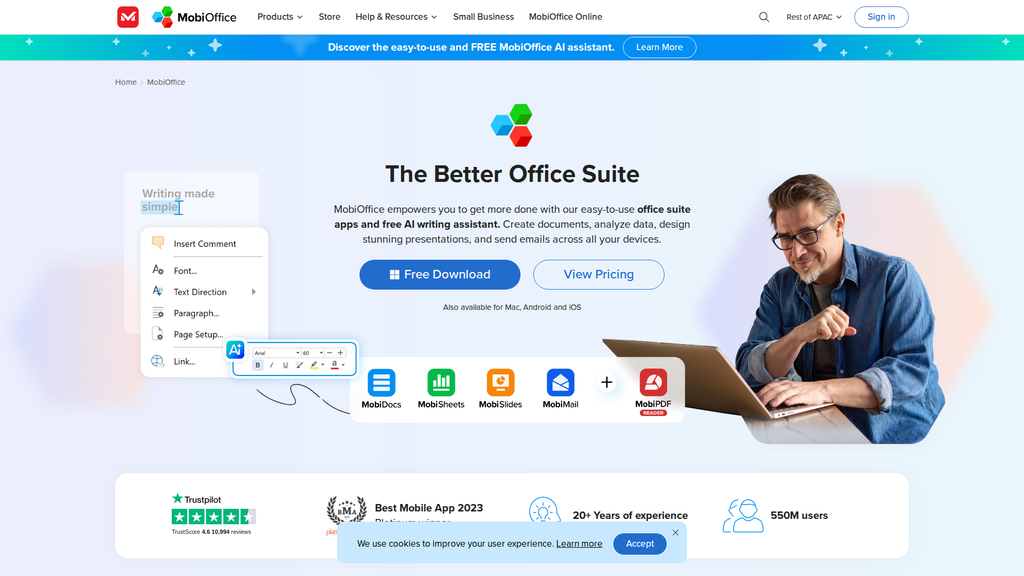 MobiOffice
Products
Store
Help & Resources
Small Business
MobiOffice Online
Rest of APAC
Sign in
Discover the easy-to-use and FREE MobiOffice AI assistant.
Learn More
Home › MobiOffice
The Better Office Suite
MobiOffice empowers you to get more done with our easy-to-use office suite
apps and free AI writing assistant. Create documents, analyze data, design
stunning presentations, and send emails across all your devices.
Free Download
View Pricing
Also available for Mac, Android and iOS
Writing made
simple
Insert Comment
Font...
Text Direction
Paragraph...
Page Setup...
Link...
Ai
Arial
60
B I U
MobiDocs
MobiSheets
MobiSlides
MobiMail
+
MobiPDF
READER
Trustpilot
TrustScore 4.6 10,994 reviews
BMA
Best Mobile App 2023
20+ Years of experience
550M users
We use cookies to improve your user experience. Learn more
Accept